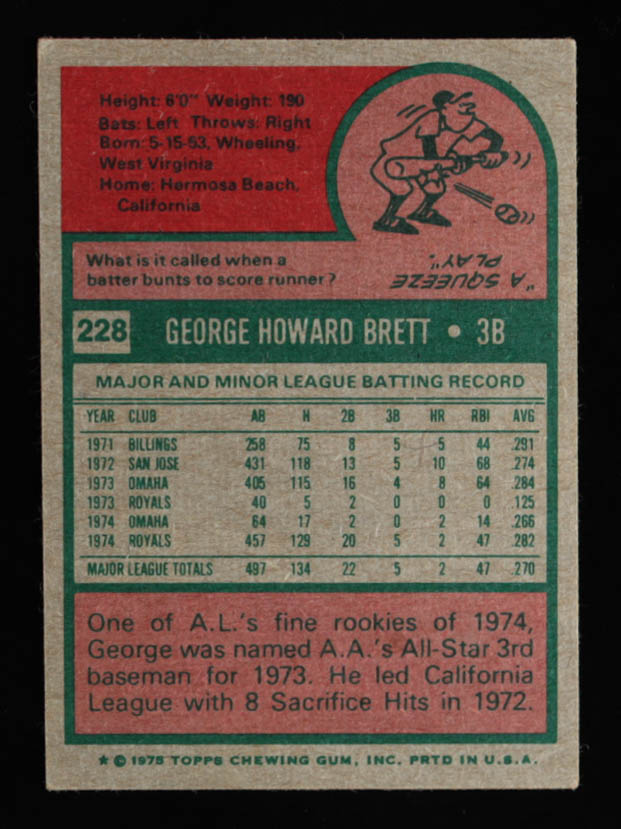 Height: 6'0" Weight: 190
Bats: Left Throws: Right
Born: 5-15-53, Wheeling,
West Virginia
Home: Hermosa Beach,
California
What is it called when a
batter bunts to score runner?
"A SQUEEZE
PLAY".
228 GEORGE HOWARD BRETT • 3B
MAJOR AND MINOR LEAGUE BATTING RECORD
YEAR CLUB AB H 2B 3B HR RBI AVG
1971 BILLINGS 258 75 8 5 5 44 .291
1972 SAN JOSE 431 118 13 5 10 68 .274
1973 OMAHA 405 115 16 4 8 64 .284
1973 ROYALS 40 5 2 0 0 0 .125
1974 OMAHA 64 17 2 0 2 14 .266
1974 ROYALS 457 129 20 5 2 47 .282
MAJOR LEAGUE TOTALS 497 134 22 5 2 47 .270
One of A.L.'s fine rookies of 1974,
George was named A.A.'s All-Star 3rd
baseman for 1973. He led California
League with 8 Sacrifice Hits in 1972.
★ © 1975 TOPPS CHEWING GUM, INC. PRTD IN U.S.A.